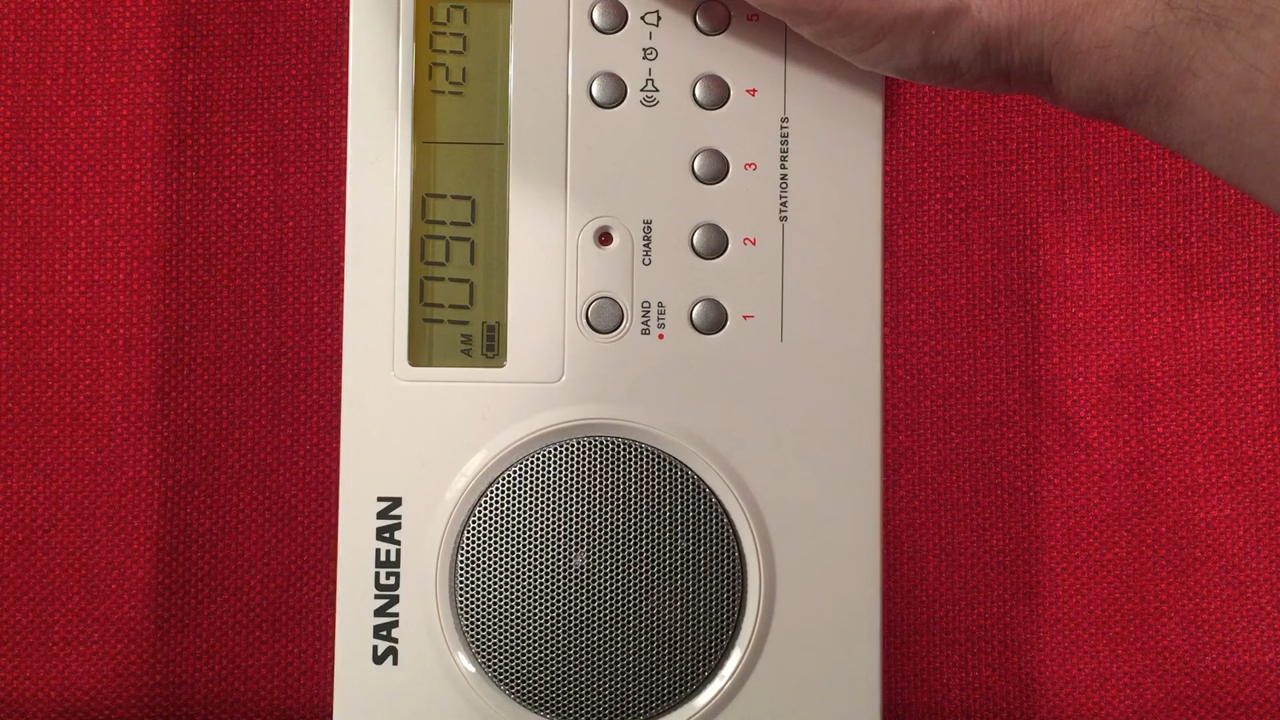 SANGEAN
AM 1090 1205
BAND
• STEP
CHARGE
1 2 3 4 5
STATION PRESETS